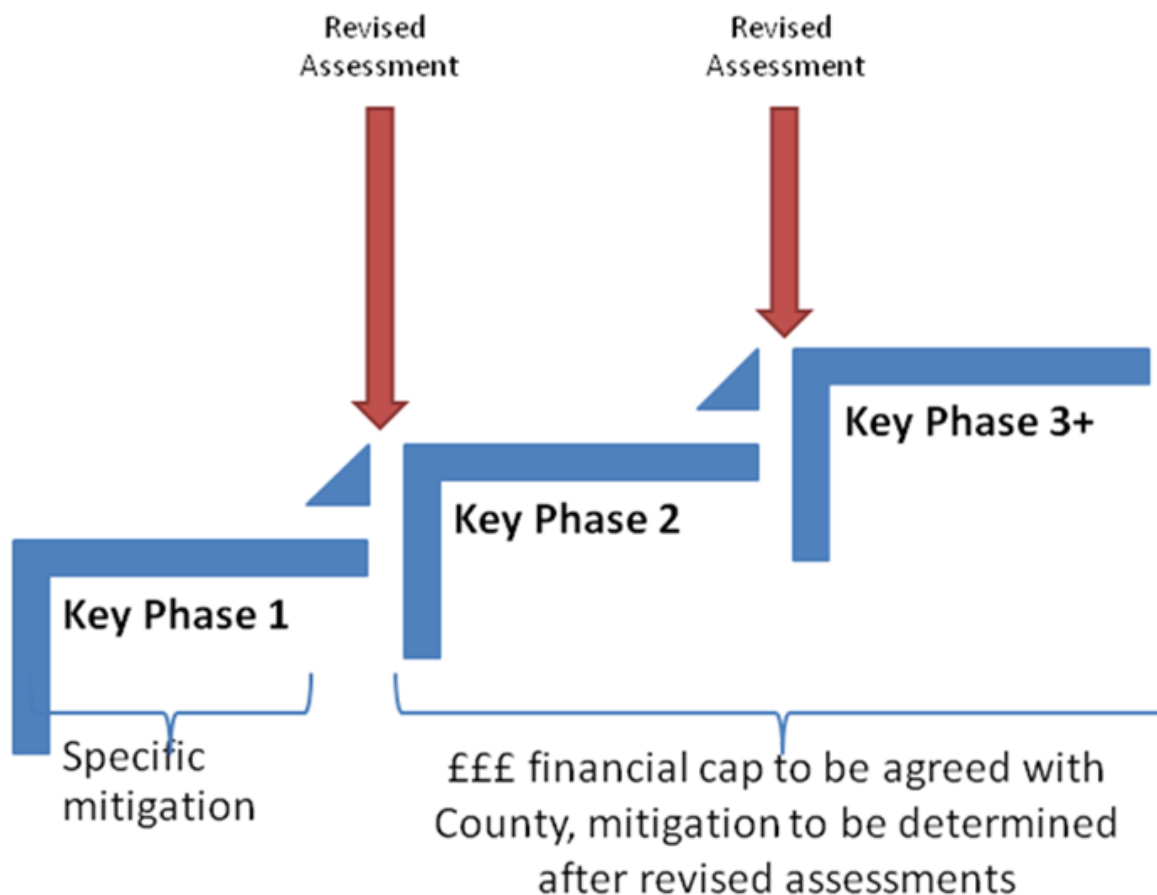 Revised
Assessment
Revised
Assessment
Key Phase 3+
Key Phase 2
Key Phase 1
Specific
mitigation
£££ financial cap to be agreed with
County, mitigation to be determined
after revised assessments